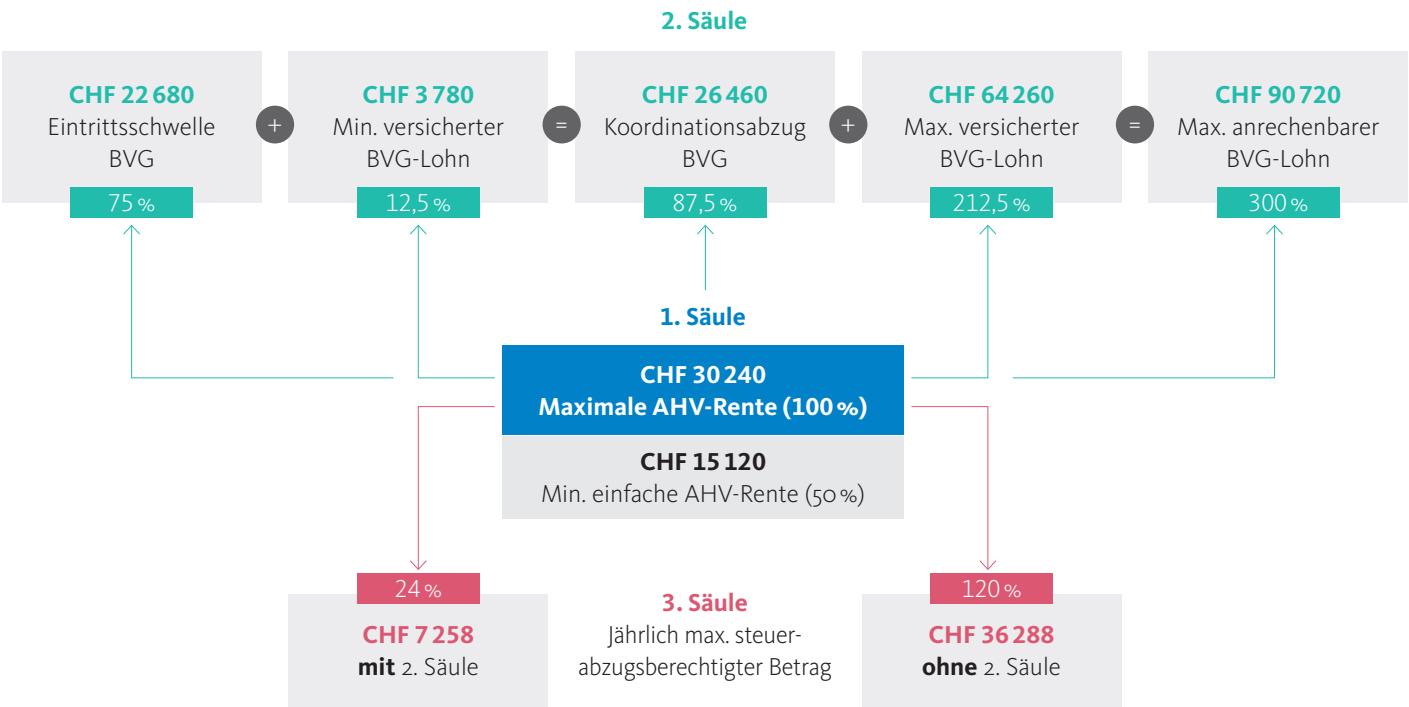 2. Säule
CHF 22 680
Eintrittsschwelle
BVG
75 %
+
CHF 3 780
Min. versicherter
BVG-Lohn
12,5 %
=
CHF 26 460
Koordinationsabzug
BVG
87,5 %
+
CHF 64 260
Max. versicherter
BVG-Lohn
212,5 %
=
CHF 90 720
Max. anrechenbarer
BVG-Lohn
300 %
1. Säule
CHF 30 240
Maximale AHV-Rente (100 %)
CHF 15 120
Min. einfache AHV-Rente (50 %)
24 %
CHF 7 258
mit 2. Säule
3. Säule
Jährlich max. steuer-
abzugsberechtigter Betrag
120 %
CHF 36 288
ohne 2. Säule